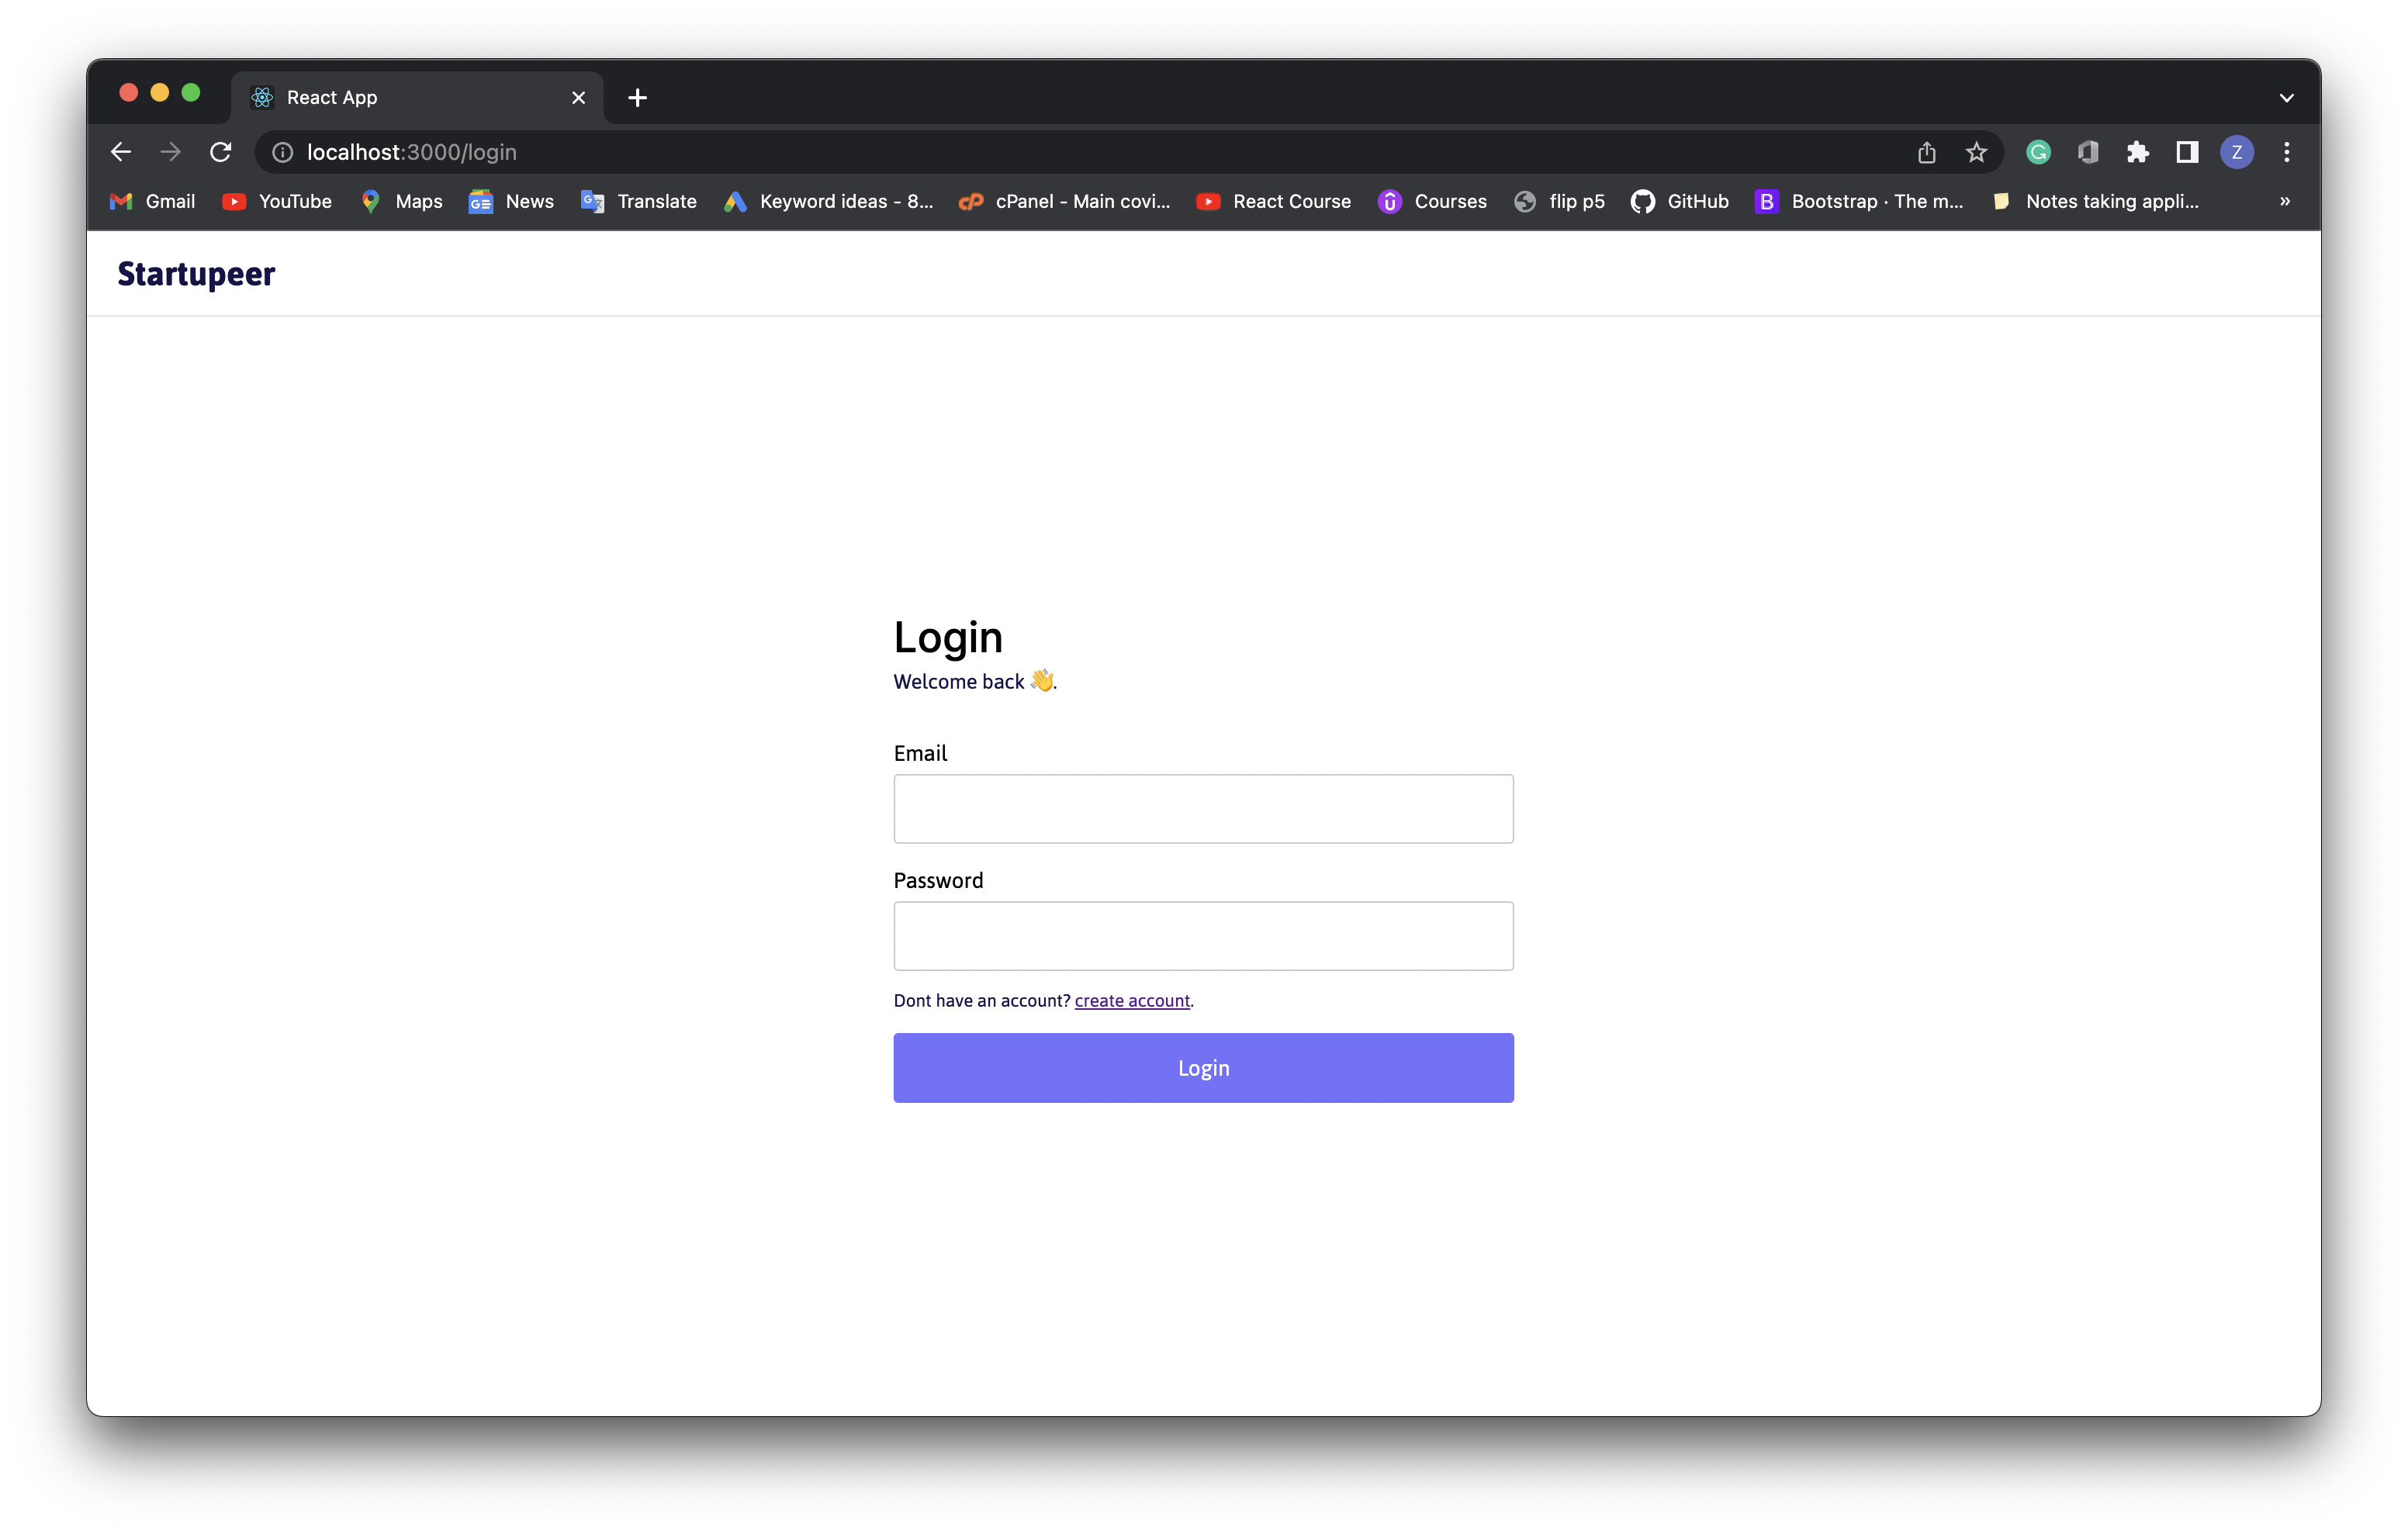 React App
localhost:3000/login
Z
Gmail YouTube Maps News Translate Keyword ideas - 8... cPanel - Main covi... React Course Courses flip p5 GitHub B Bootstrap · The m... Notes taking appli... »
Startupeer
Login
Welcome back 👋.
Email
Password
Dont have an account? create account.
Login